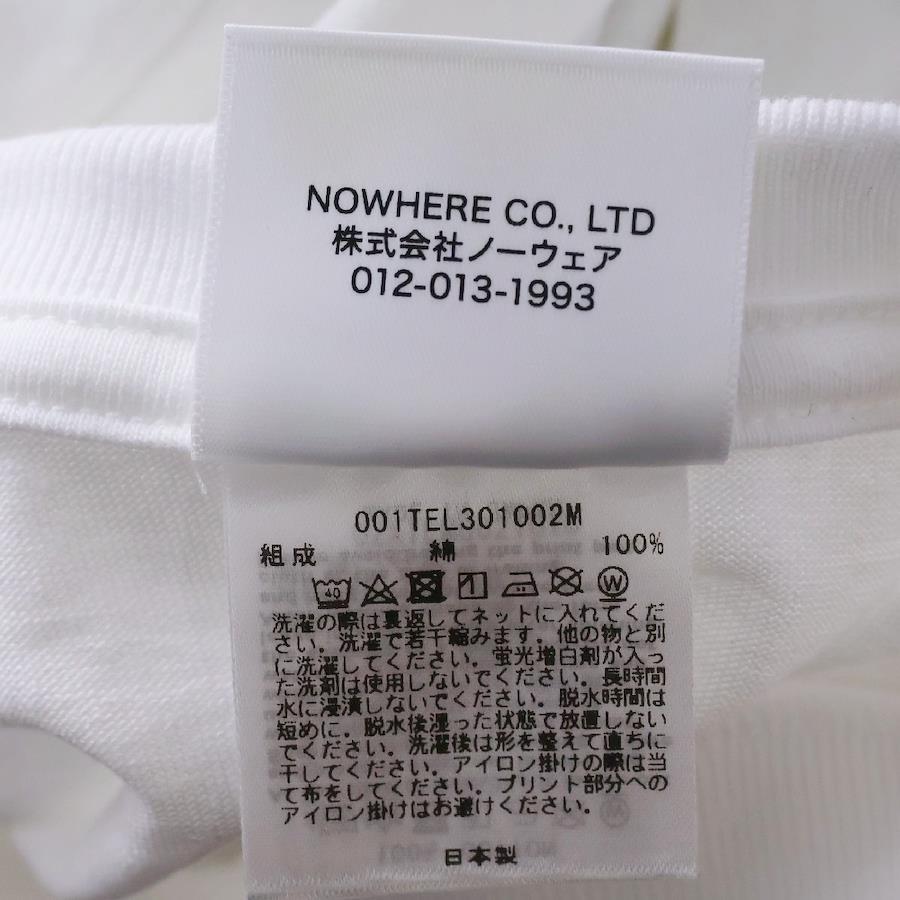 NOWHERE CO., LTD
株式会社ノーウェア
012-013-1993
001TEL301002M
組成 綿 100%
40
W
洗濯の際は裏返してネットに入れてくだ
さい。洗濯で若干縮みます。他の物と別
に洗濯してください。蛍光増白剤が入っ
た洗剤は使用しないでください。長時間
水に浸漬しないでください。脱水時間は
短めに。脱水後湿った状態で放置しない
でください。洗濯後は形を整えて直ちに
干してください。アイロン掛けの際は当
て布をしてください。プリント部分への
アイロン掛けはお避けください。
日本製